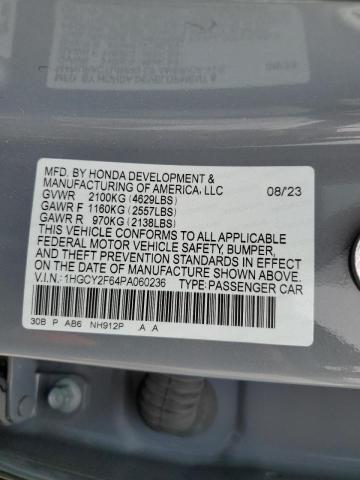 MFD. BY HONDA DEVELOPMENT &
MANUFACTURING OF AMERICA, LLC 08/23
GVWR 2100KG (4629LBS)
GAWR F 1160KG (2557LBS)
GAWR R 970KG (2138LBS)
THIS VEHICLE CONFORMS TO ALL APPLICABLE
FEDERAL MOTOR VEHICLE SAFETY, BUMPER,
AND THEFT PREVENTION STANDARDS IN EFFECT
ON THE DATE OF MANUFACTURE SHOWN ABOVE.
V.I.N.: 1HGCY2F64PA060236 TYPE: PASSENGER CAR
30B P AB6 NH912P A A